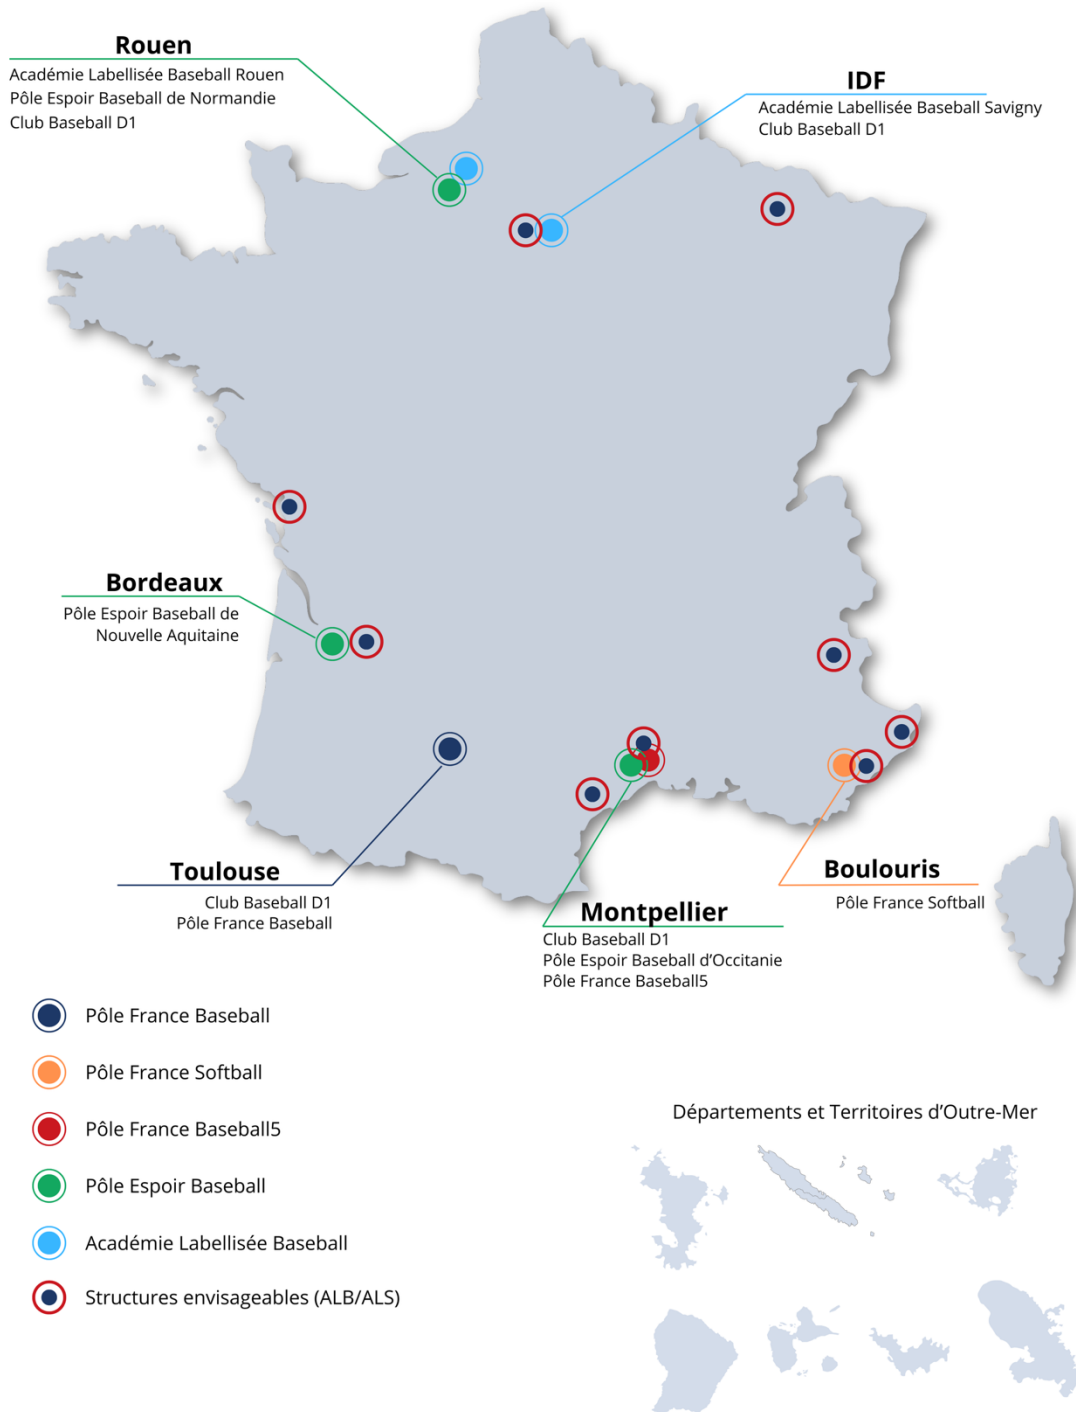 Rouen
Académie Labellisée Baseball Rouen
Pôle Espoir Baseball de Normandie
Club Baseball D1
IDF
Académie Labellisée Baseball Savigny
Club Baseball D1
Bordeaux
Pôle Espoir Baseball de
Nouvelle Aquitaine
Toulouse
Club Baseball D1
Pôle France Baseball
Montpellier
Club Baseball D1
Pôle Espoir Baseball d'Occitanie
Pôle France Baseball5
Boulouris
Pôle France Softball
Pôle France Baseball
Pôle France Softball
Pôle France Baseball5
Pôle Espoir Baseball
Académie Labellisée Baseball
Structures envisageables (ALB/ALS)
Départements et Territoires d'Outre-Mer